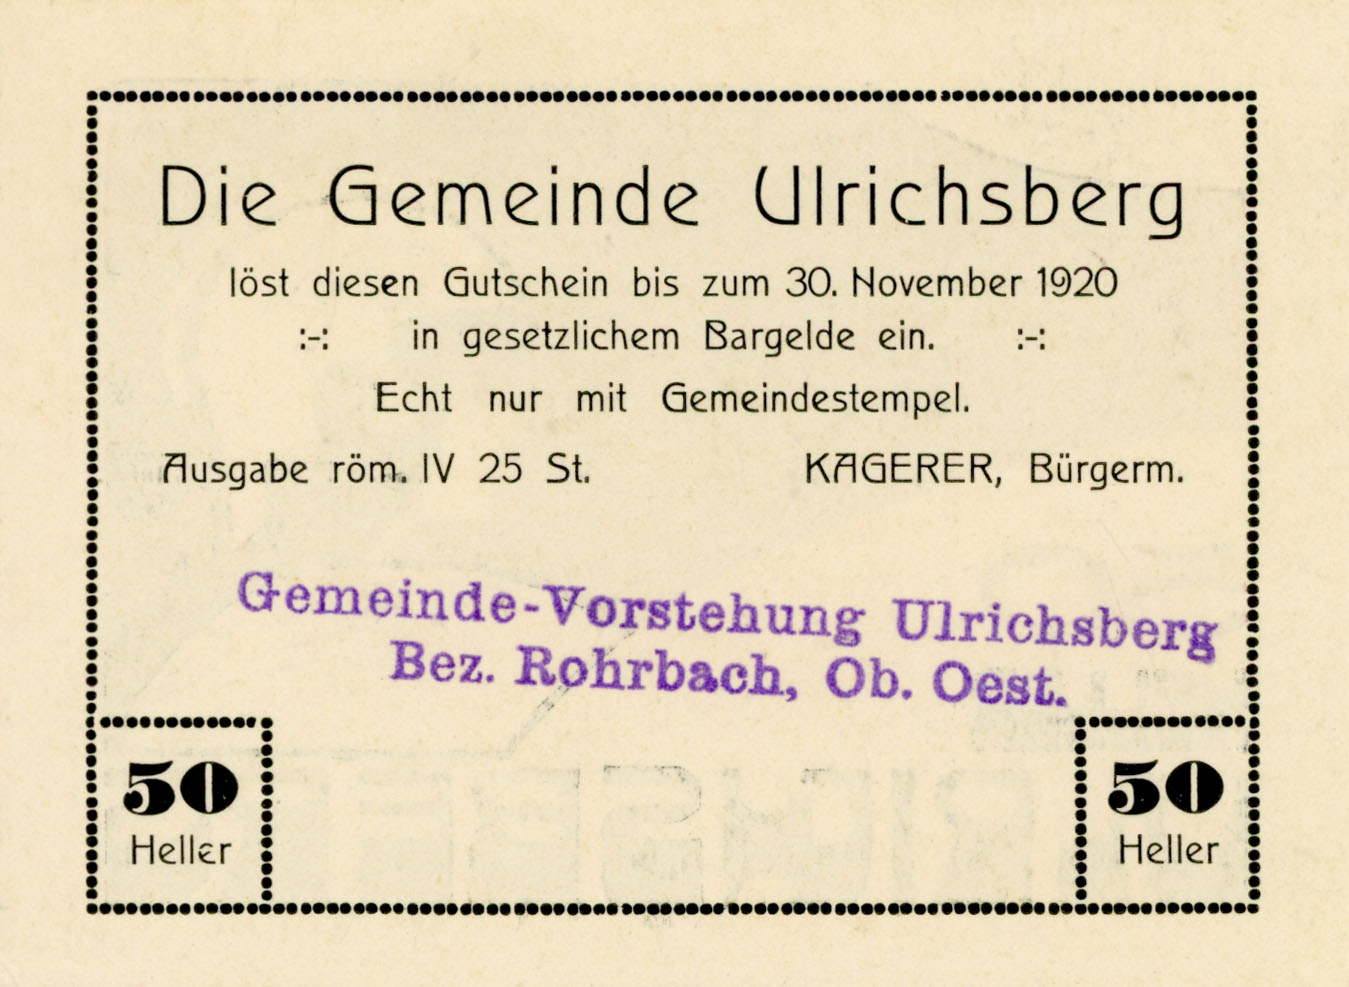 Die Gemeinde Ulrichsberg
löst diesen Gutschein bis zum 30. November 1920
:-: in gesetzlichem Bargelde ein. :-:
Echt nur mit Gemeindestempel.
Ausgabe röm. IV 25 St. KAGERER, Bürgerm.
Gemeinde-Vorstehung Ulrichsberg
Bez. Rohrbach, Ob. Oest.
50 50
Heller Heller